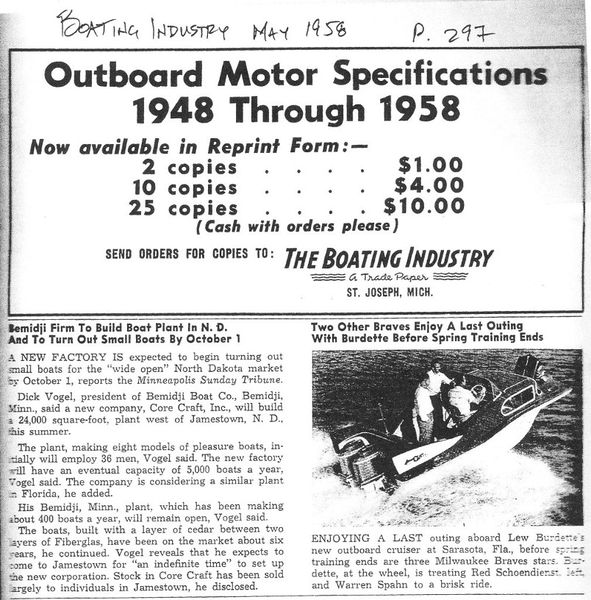 BOATING INDUSTRY MAY 1958 P. 297
Outboard Motor Specifications
1948 Through 1958
Now available in Reprint Form:—
2 copies . . . . $1.00
10 copies . . . . $4.00
25 copies . . . . $10.00
(Cash with orders please)
SEND ORDERS FOR COPIES TO: THE BOATING INDUSTRY
A Trade Paper
ST. JOSEPH, MICH.
Bemidji Firm To Build Boat Plant in N. D.
And To Turn Out Small Boats By October 1
A NEW FACTORY IS expected to begin turning out
small boats for the "wide open" North Dakota market
by October 1, reports the Minneapolis Sunday Tribune.
Dick Vogel, president of Bemidji Boat Co., Bemidji,
Minn., said a new company, Core Craft, Inc., will build
a 24,000 square-foot, plant west of Jamestown, N. D.,
this summer.
The plant, making eight models of pleasure boats, in-
itially will employ 36 men, Vogel said. The new factory
will have an eventual capacity of 5,000 boats a year,
Vogel said. The company is considering a similar plant
in Florida, he added.
His Bemidji, Minn., plant, which has been making
about 400 boats a year, will remain open, Vogel said.
The boats, built with a layer of cedar between two
layers of Fiberglas, have been on the market about six
years, he continued. Vogel reveals that he expects to
come to Jamestown for "an indefinite time" to set up
the new corporation. Stock in Core Craft has been sold
largely to individuals in Jamestown, he disclosed.
Two Other Braves Enjoy A Last Outing
With Burdette Before Spring Training Ends
ENJOYING A LAST outing aboard Lew Burdette's
new outboard cruiser at Sarasota, Fla., before spring
training ends are three Milwaukee Braves stars. Bur-
dette, at the wheel, is treating Red Schoendienst, left,
and Warren Spahn to a brisk ride.